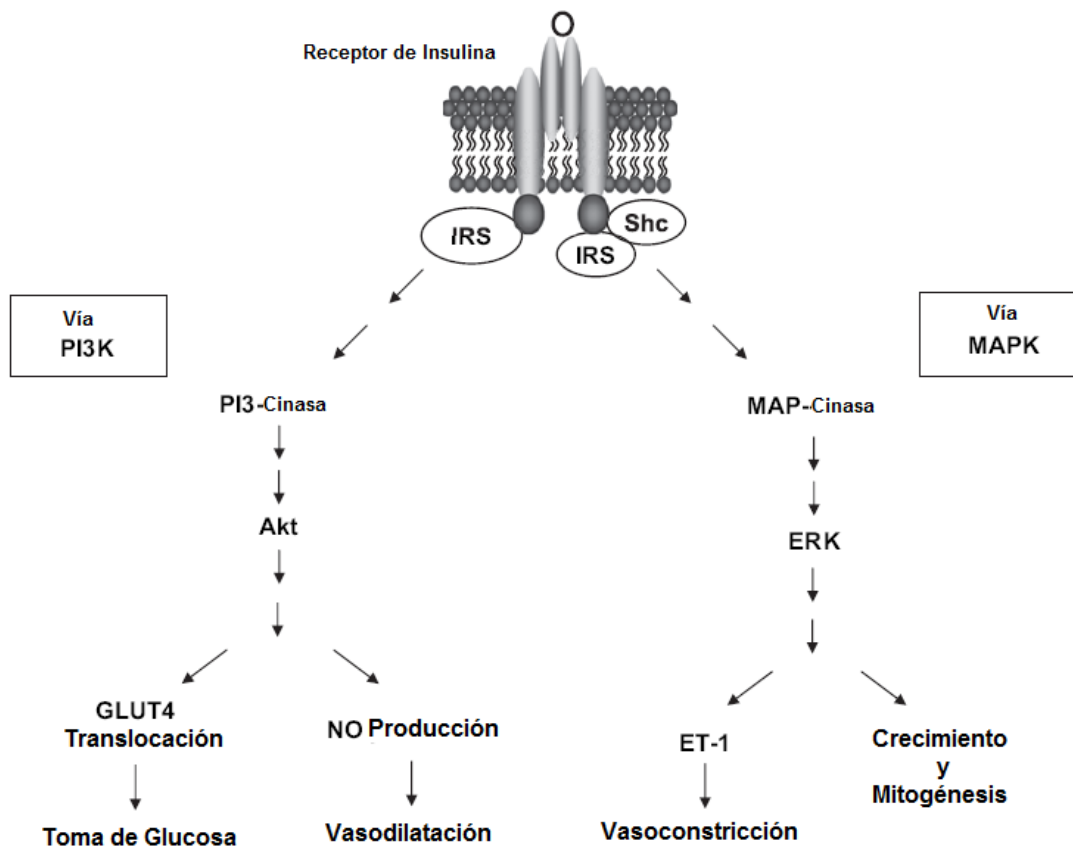 Receptor de Insulina
IRS
Shc
IRS
Vía
PI3K
Vía
MAPK
PI3-Cinasa
MAP-Cinasa
Akt
ERK
GLUT4
Translocación
NO Producción
ET-1
Crecimiento
y
Mitogénesis
Toma de Glucosa
Vasodilatación
Vasoconstricción